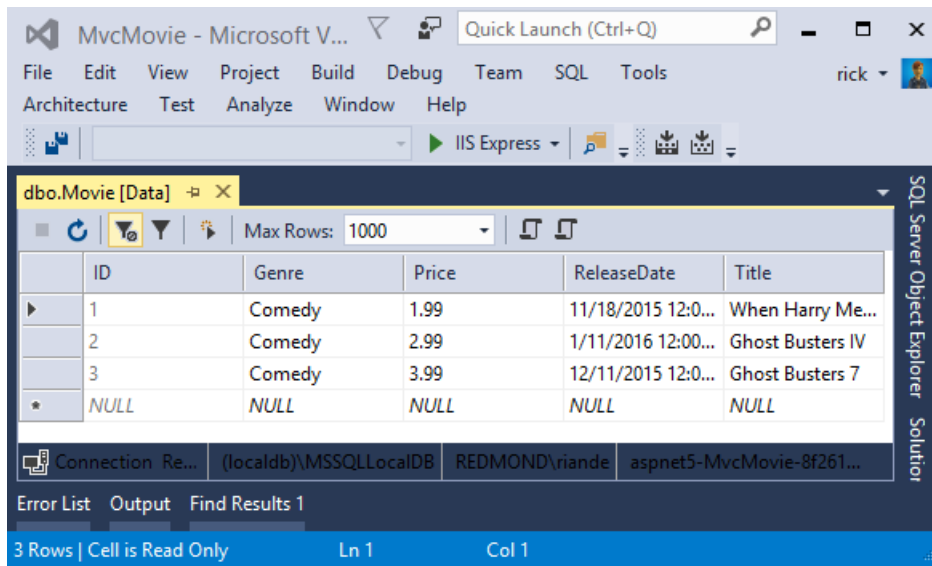 MvcMovie - Microsoft V... Quick Launch (Ctrl+Q)
File Edit View Project Build Debug Team SQL Tools rick
Architecture Test Analyze Window Help
IIS Express
dbo.Movie [Data]
Max Rows: 1000
ID Genre Price ReleaseDate Title
1 Comedy 1.99 11/18/2015 12:0... When Harry Me...
2 Comedy 2.99 1/11/2016 12:00... Ghost Busters IV
3 Comedy 3.99 12/11/2015 12:0... Ghost Busters 7
NULL NULL NULL NULL NULL
Connection Re... (localdb)\MSSQLLocalDB REDMOND\riande aspnet5-MvcMovie-8f261...
Error List Output Find Results 1
3 Rows | Cell is Read Only Ln 1 Col 1
SQL Server Object Explorer